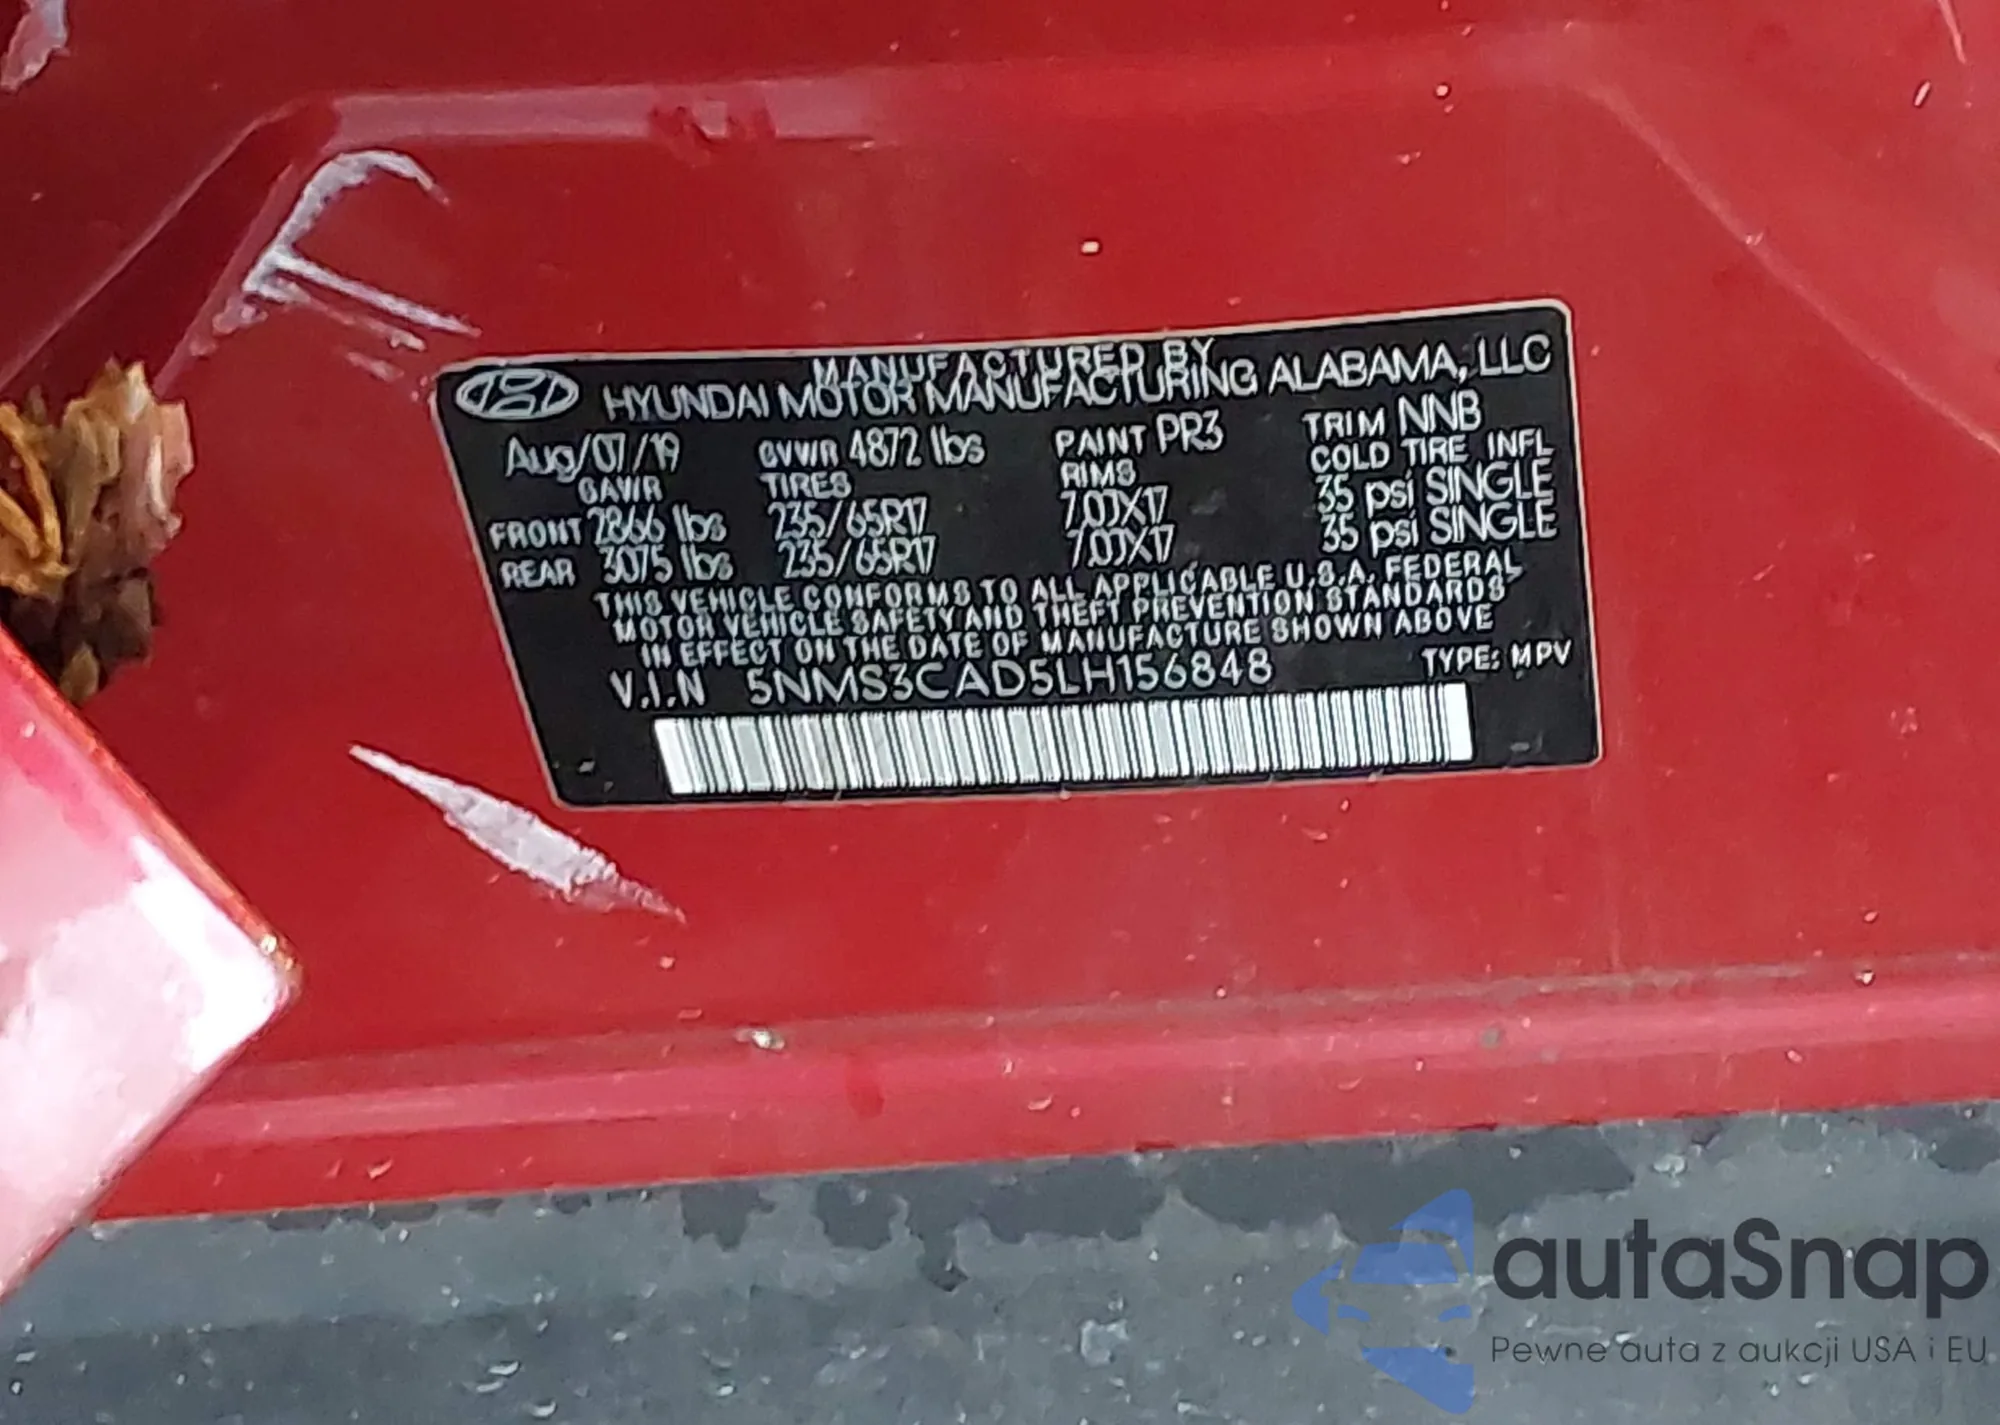 MANUFACTURED BY
HYUNDAI MOTOR MANUFACTURING ALABAMA, LLC
Aug/07/19 GVWR 4872 lbs PAINT PR3 TRIM NNB
GAWR TIRES RIMS COLD TIRE INFL
FRONT 2866 lbs 235/65R17 7.0JX17 35 psi SINGLE
REAR 3075 lbs 235/65R17 7.0JX17 35 psi SINGLE
THIS VEHICLE CONFORMS TO ALL APPLICABLE U.S.A. FEDERAL
MOTOR VEHICLE SAFETY AND THEFT PREVENTION STANDARDS
IN EFFECT ON THE DATE OF MANUFACTURE SHOWN ABOVE
V.I.N 5NMS3CAD5LH156848 TYPE: MPV
autaSnap
Pewne auta z aukcji USA i EU